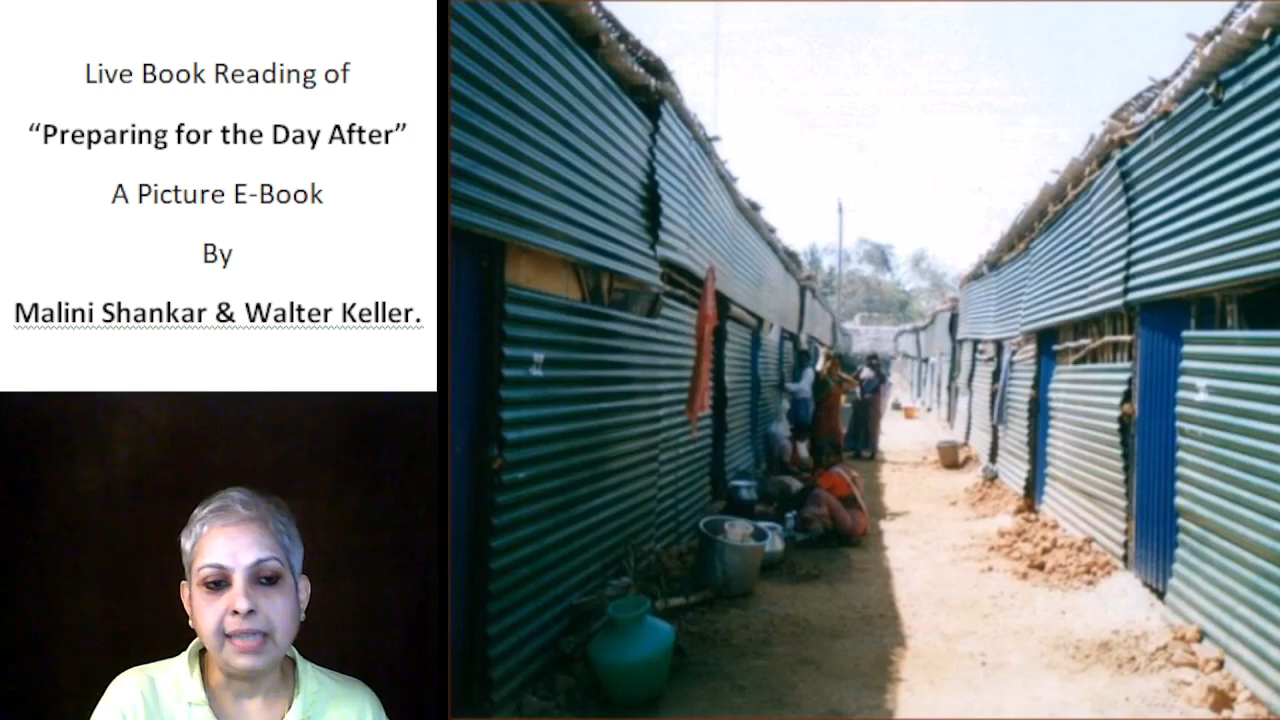 Live Book Reading of
“Preparing for the Day After”
A Picture E-Book
By
Malini Shankar & Walter Keller.